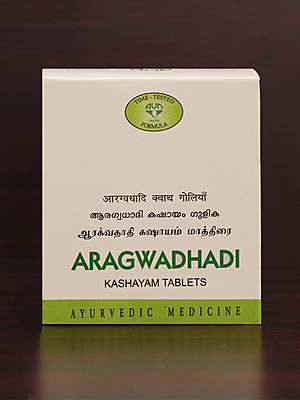 TIME - TESTED
AVN
FORMULA
आरग्वधादि क्वाथ गोलियाँ
ആരഗ്വധാദി കഷായം ഗുളിക
ஆரக்வதாதி கஷாயம் மாத்திரை
ARAGWADHADI
KASHAYAM TABLETS
AYURVEDIC MEDICINE